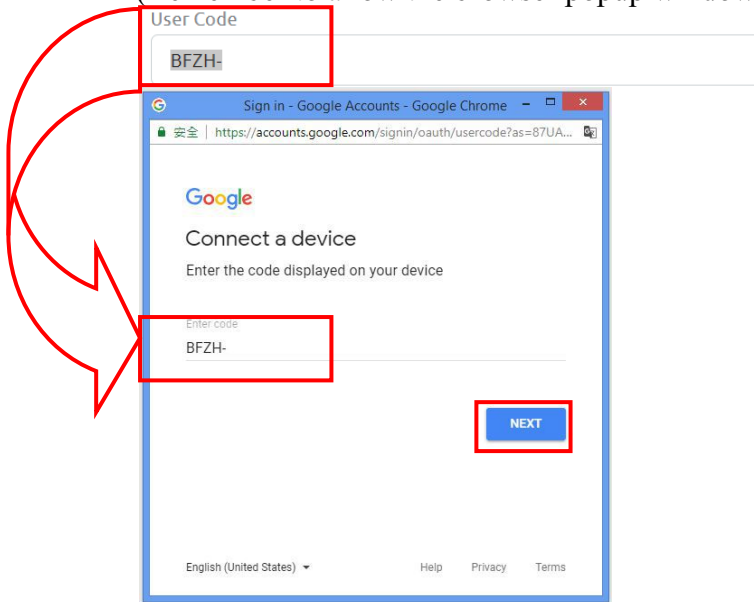 User Code
BFZH-
Sign in - Google Accounts - Google Chrome
安全 | https://accounts.google.com/signin/oauth/usercode?as=87UA...
Google
Connect a device
Enter the code displayed on your device
Enter code
BFZH-
NEXT
English (United States)
Help Privacy Terms